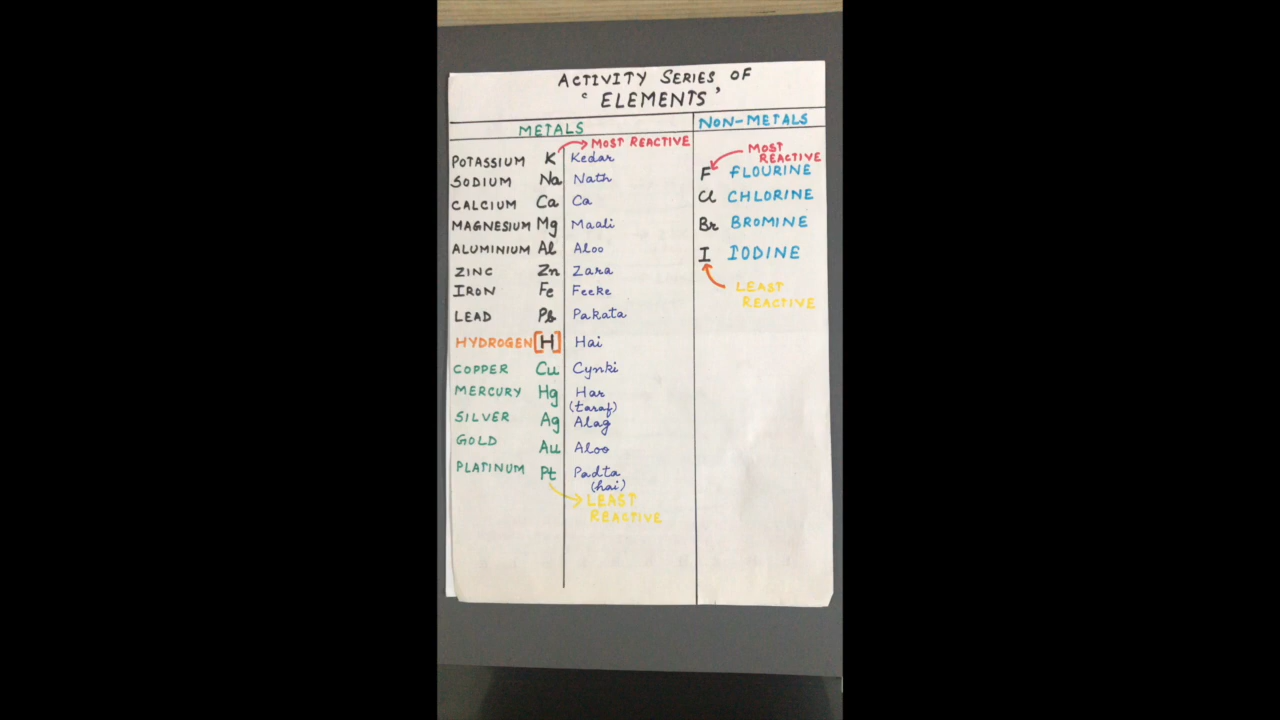 ACTIVITY SERIES OF
"ELEMENTS"
METALS
MOST REACTIVE
POTASSIUM K Kedar
SODIUM Na Nath
CALCIUM Ca Ca
MAGNESIUM Mg Maali
ALUMINIUM Al Aloo
ZINC Zn Zara
IRON Fe Feeke
LEAD Pb Pakata
HYDROGEN [H] Hai
COPPER Cu Cynki
MERCURY Hg Har
(taraf)
SILVER Ag Alag
GOLD Au Aloo
PLATINUM Pt Padta
(hai)
LEAST
REACTIVE
NON-METALS
MOST
REACTIVE
F FLOURINE
Cl CHLORINE
Br BROMINE
I IODINE
LEAST
REACTIVE